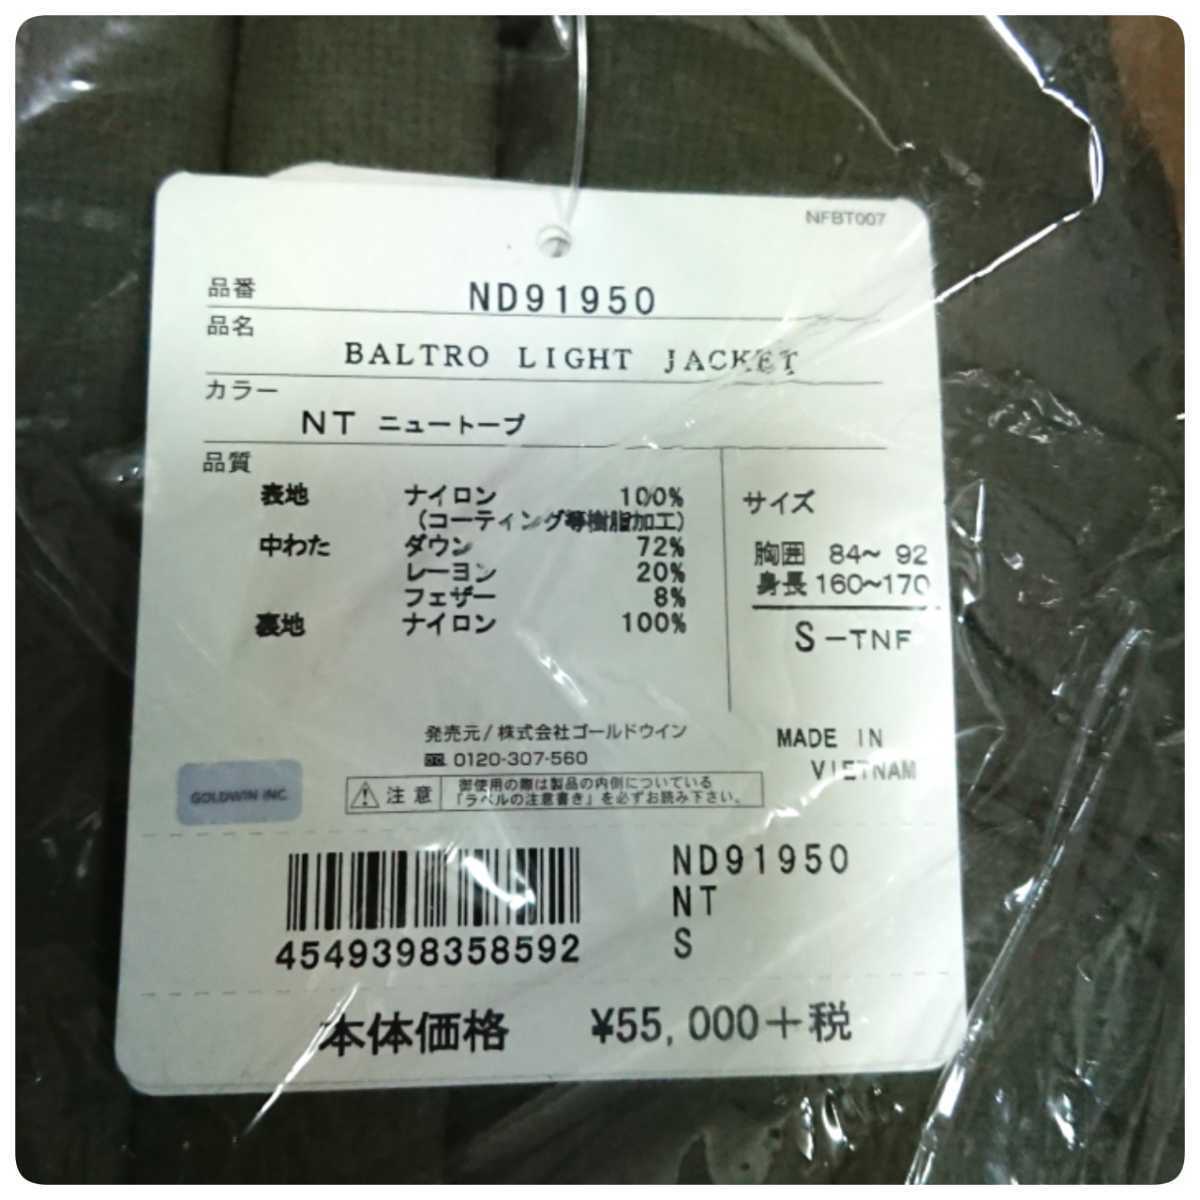 NFBT007
品番 ND91950
品名
BALTRO LIGHT JACKET
カラー
NT ニュートープ
品質
表地 ナイロン 100%
(コーティング等樹脂加工)
中わた ダウン 72%
レーヨン 20%
フェザー 8%
裏地 ナイロン 100%
サイズ
胸囲 84～ 92
身長 160～170
S-TNF
発売元/株式会社ゴールドウイン
0120-307-560
MADE IN
VIETNAM
GOLDWIN INC.
注意
御使用の際は製品の内側についている
「ラベルの注意書き」を必ずお読み下さい。
4549398358592
ND91950
NT
S
本体価格 ¥55,000+税